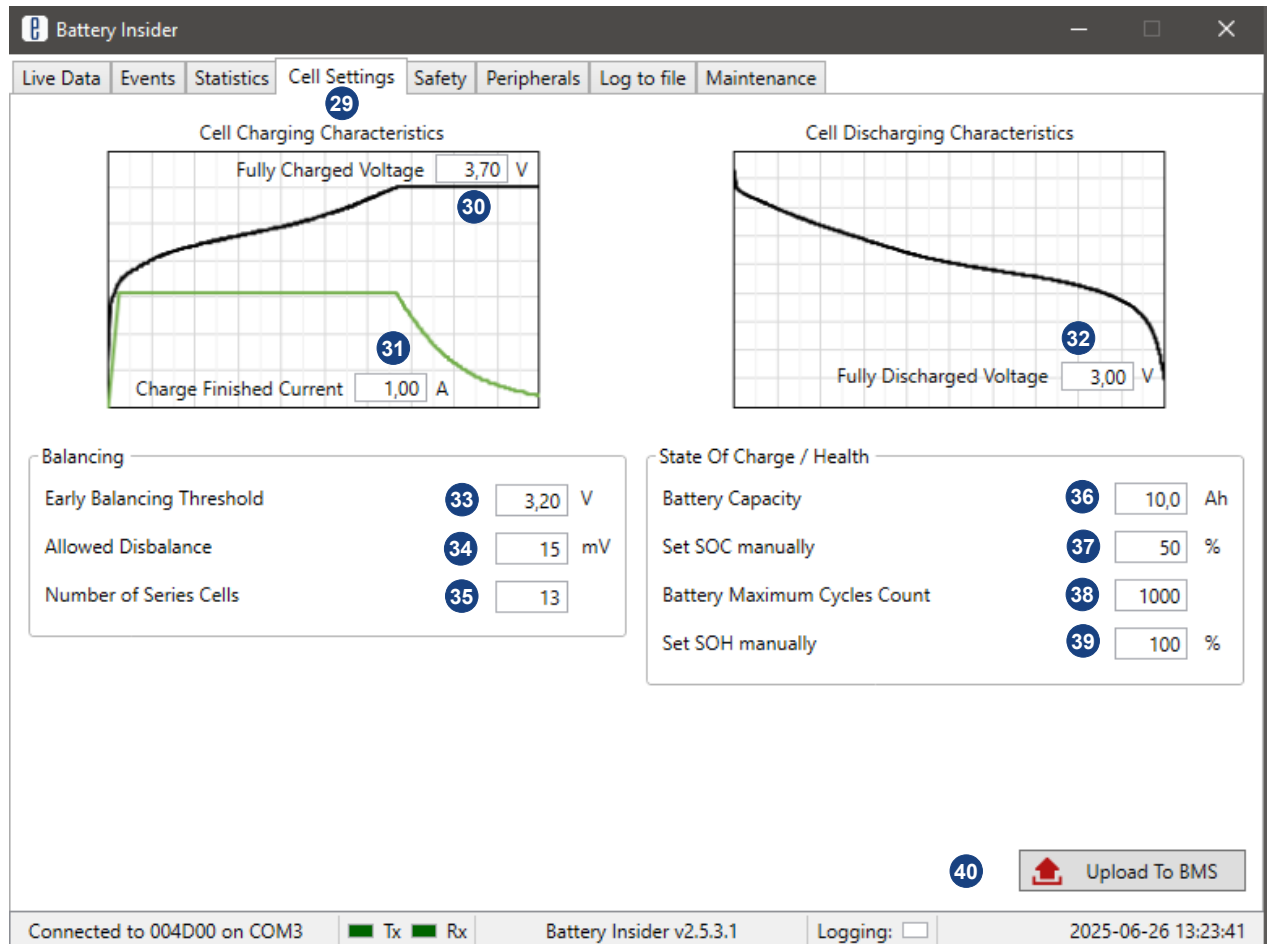 Battery Insider
Live Data Events Statistics Cell Settings Safety Peripherals Log to file Maintenance
29
Cell Charging Characteristics
Fully Charged Voltage 3,70 V
30
31
Charge Finished Current 1,00 A
Cell Discharging Characteristics
32
Fully Discharged Voltage 3,00 V
Balancing
Early Balancing Threshold 33 3,20 V
Allowed Disbalance 34 15 mV
Number of Series Cells 35 13
State Of Charge / Health
Battery Capacity 36 10,0 Ah
Set SOC manually 37 50 %
Battery Maximum Cycles Count 38 1000
Set SOH manually 39 100 %
40 Upload To BMS
Connected to 004D00 on COM3 Tx Rx Battery Insider v2.5.3.1 Logging: 2025-06-26 13:23:41